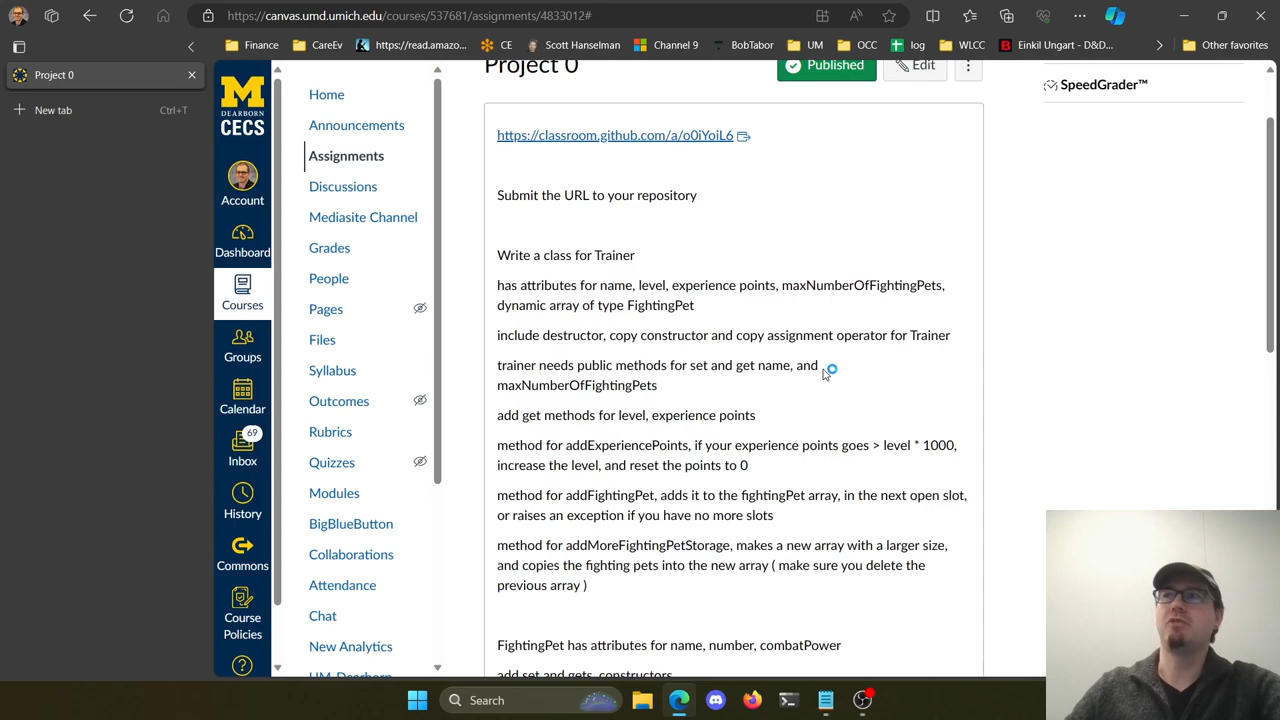 https://canvas.umd.umich.edu/courses/537681/assignments/4833012#
Finance
CareEv
https://read.amazo...
CE
Scott Hanselman
Channel 9
BobTabor
UM
OCC
log
WLCC
Einkil Ungart - D&D...
Other favorites
Project 0
New tab
Ctrl+T
M
DEARBORN
CECS
Account
Dashboard
Courses
Groups
Calendar
69
Inbox
History
Commons
Course
Policies
Home
Announcements
Assignments
Discussions
Mediasite Channel
Grades
People
Pages
Files
Syllabus
Outcomes
Rubrics
Quizzes
Modules
BigBlueButton
Collaborations
Attendance
Chat
New Analytics
UM-Dearborn
Project 0
Published
Edit
SpeedGrader™
https://classroom.github.com/a/o0iYoiL6
Submit the URL to your repository
Write a class for Trainer
has attributes for name, level, experience points, maxNumberOfFightingPets,
dynamic array of type FightingPet
include destructor, copy constructor and copy assignment operator for Trainer
trainer needs public methods for set and get name, and
maxNumberOfFightingPets
add get methods for level, experience points
method for addExperiencePoints, if your experience points goes > level * 1000,
increase the level, and reset the points to 0
method for addFightingPet, adds it to the fightingPet array, in the next open slot,
or raises an exception if you have no more slots
method for addMoreFightingPetStorage, makes a new array with a larger size,
and copies the fighting pets into the new array ( make sure you delete the
previous array )
FightingPet has attributes for name, number, combatPower
add set and gets, constructors
Search